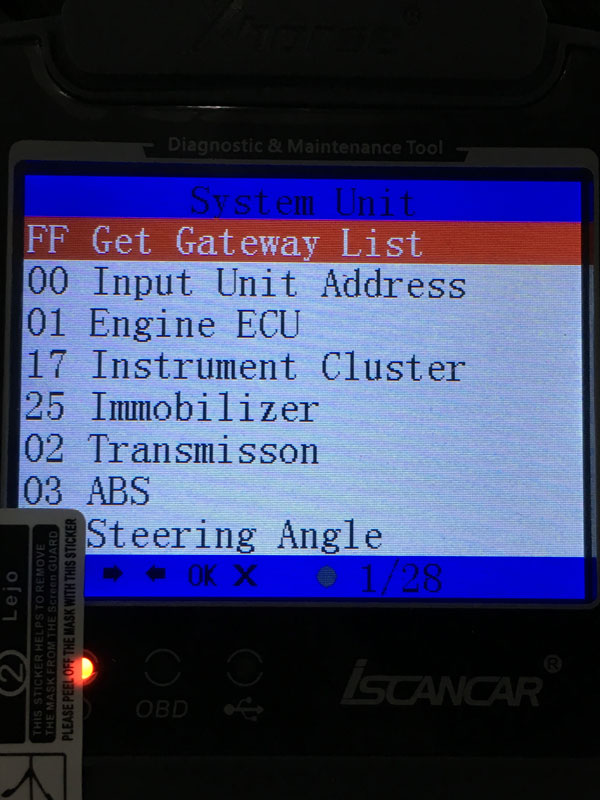 Xhorse®
Diagnostic & Maintenance Tool
System Unit
FF Get Gateway List
00 Input Unit Address
01 Engine ECU
17 Instrument Cluster
25 Immobilizer
02 Transmisson
03 ABS
Steering Angle
OK X 1/28
OBD
iSCANCAR®
② Lejo
THIS STICKER HELPS TO REMOVE
THE MASK FROM THE Screen GUARD
PLEASE PEEL OFF THE MASK WITH THIS STICKER